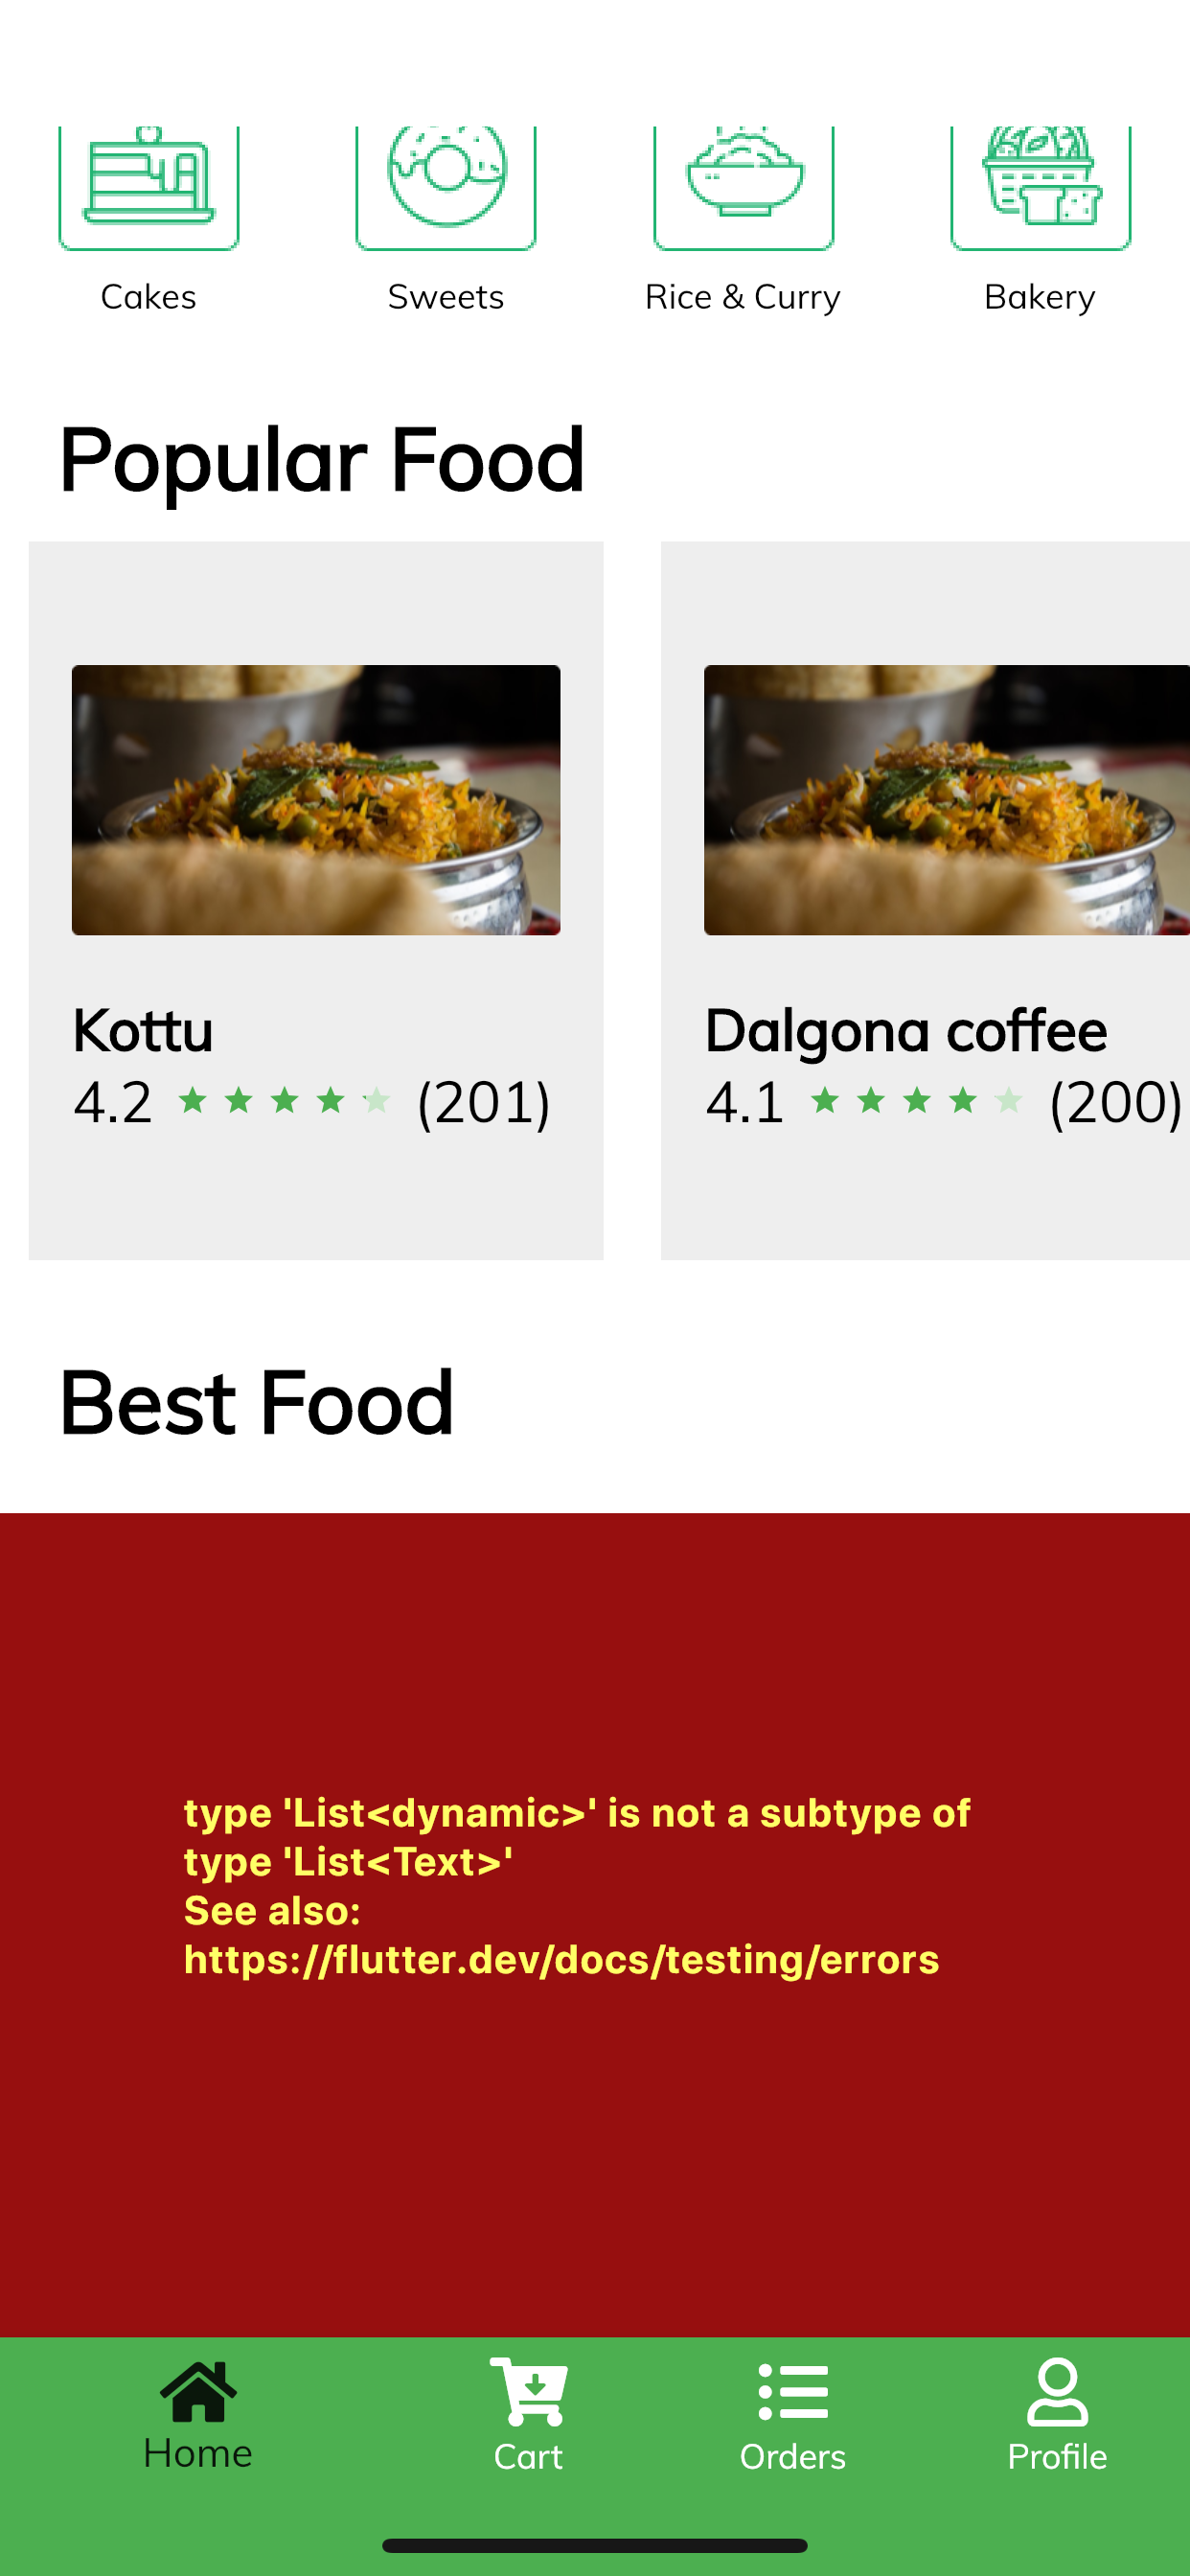 Cakes Sweets Rice & Curry Bakery
Popular Food
Kottu Dalgona coffee
4.2 (201) 4.1 (200)
Best Food
type 'List<dynamic>' is not a subtype of
type 'List<Text>'
See also:
https://flutter.dev/docs/testing/errors
Home Cart Orders Profile